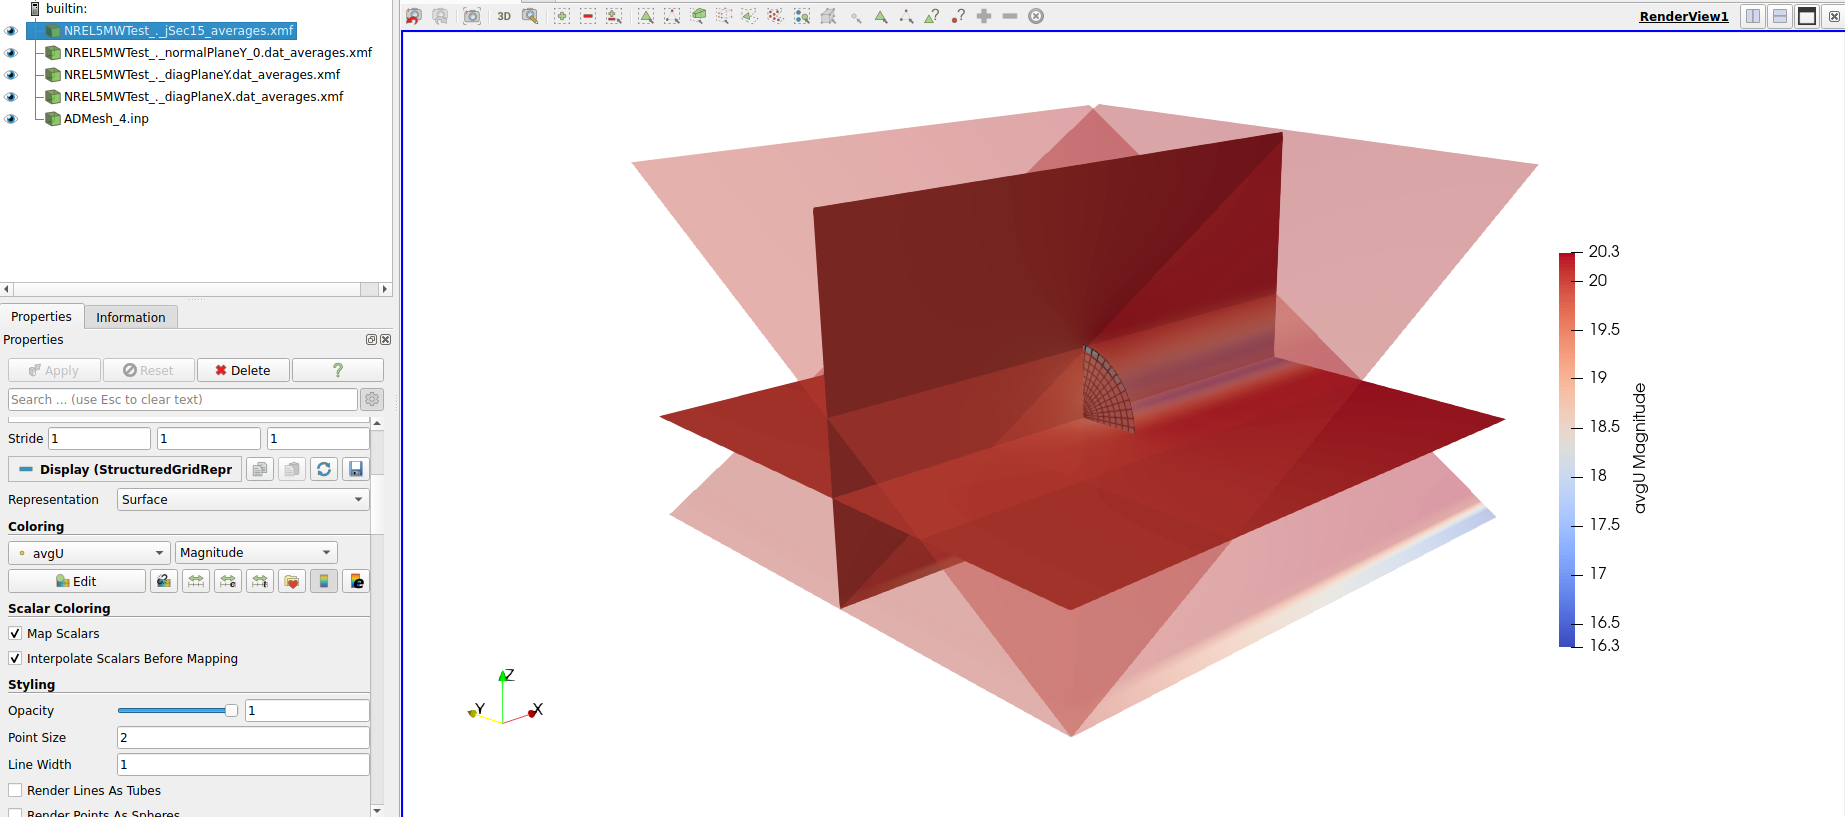 builtin:
NREL5MWTest_._jSec15_averages.xmf
NREL5MWTest_._normalPlaneY_0.dat_averages.xmf
NREL5MWTest_._diagPlaneY.dat_averages.xmf
NREL5MWTest_._diagPlaneX.dat_averages.xmf
ADMesh_4.inp
Properties
Information
Properties
Apply
Reset
Delete
?
Search ... (use Esc to clear text)
Stride 1 1 1
Display (StructuredGridRepr
Representation Surface
Coloring
avgU Magnitude
Edit
Scalar Coloring
Map Scalars
Interpolate Scalars Before Mapping
Styling
Opacity 1
Point Size 2
Line Width 1
Render Lines As Tubes
Render Points As Spheres
3D
RenderView1
20.3
20
19.5
19
18.5
18
17.5
17
16.5
16.3
avgU Magnitude
Z
Y
X